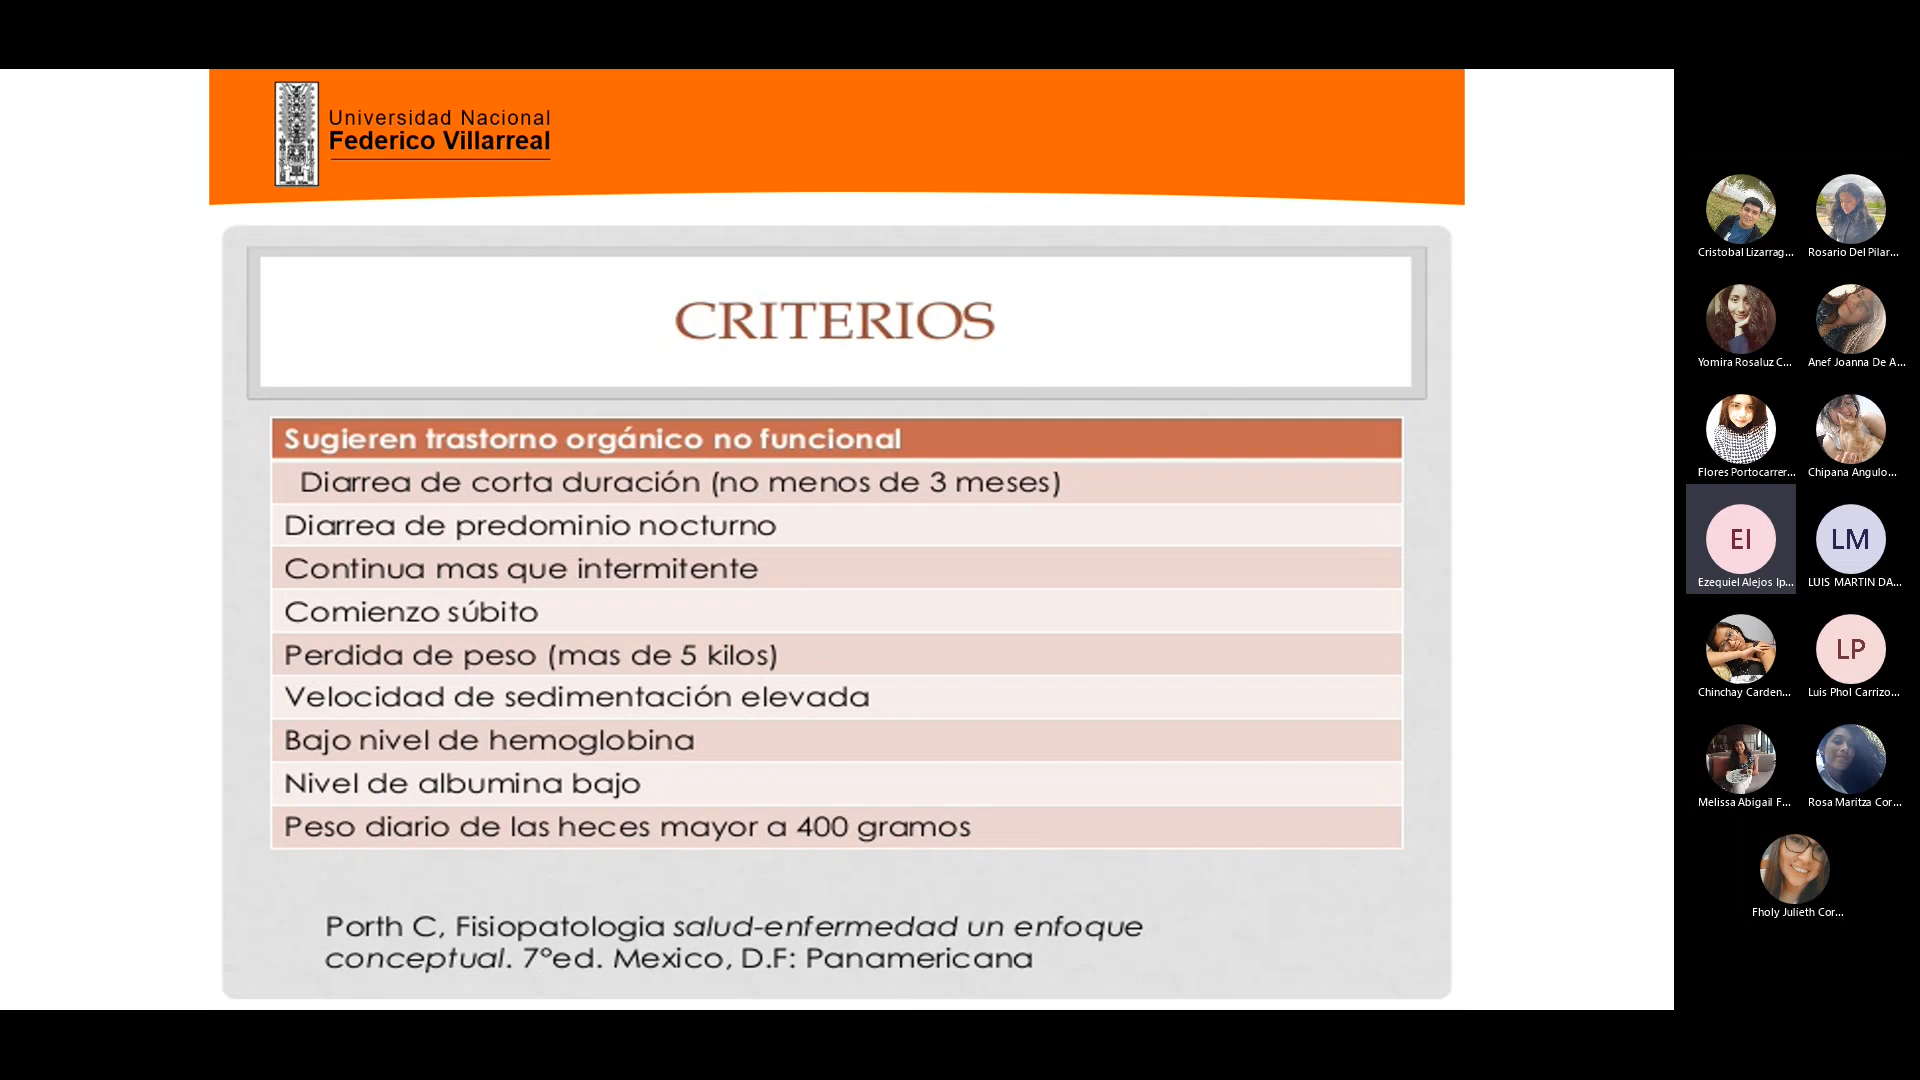 Universidad Nacional
Federico Villarreal
CRITERIOS
Sugieren trastorno orgánico no funcional
Diarrea de corta duración (no menos de 3 meses)
Diarrea de predominio nocturno
Continua mas que intermitente
Comienzo súbito
Perdida de peso (mas de 5 kilos)
Velocidad de sedimentación elevada
Bajo nivel de hemoglobina
Nivel de albumina bajo
Peso diario de las heces mayor a 400 gramos
Porth C, Fisiopatologia salud-enfermedad un enfoque
conceptual. 7°ed. Mexico, D.F: Panamericana
Cristobal Lizarrag...
Rosario Del Pilar...
Yomira Rosaluz C...
Anef Joanna De A...
Flores Portocarrer...
Chipana Angulo...
EI
LM
Ezequiel Alejos Ip...
LUIS MARTIN DA...
LP
Chinchay Carden...
Luis Phol Carrizo...
Melissa Abigail F...
Rosa Maritza Cor...
Fholy Julieth Cor...